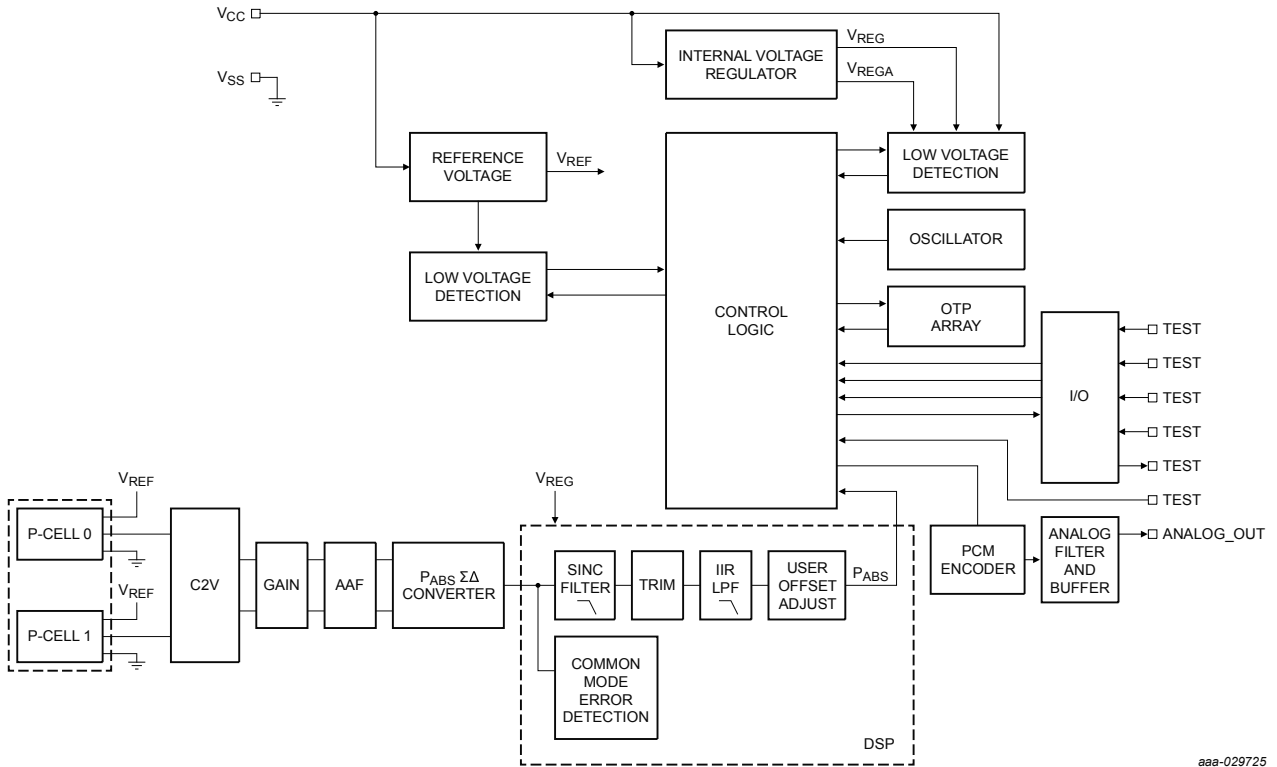 VCC
VSS
INTERNAL VOLTAGE
REGULATOR
VREG
VREGA
REFERENCE
VOLTAGE
VREF
LOW VOLTAGE
DETECTION
LOW VOLTAGE
DETECTION
OSCILLATOR
OTP
ARRAY
CONTROL
LOGIC
I/O
TEST
TEST
TEST
TEST
TEST
TEST
ANALOG_OUT
PCM
ENCODER
ANALOG
FILTER
AND
BUFFER
VREF
P-CELL 0
VREF
P-CELL 1
C2V
GAIN
AAF
PABS ΣΔ
CONVERTER
VREG
SINC
FILTER
TRIM
IIR
LPF
USER
OFFSET
ADJUST
PABS
COMMON
MODE
ERROR
DETECTION
DSP
aaa-029725